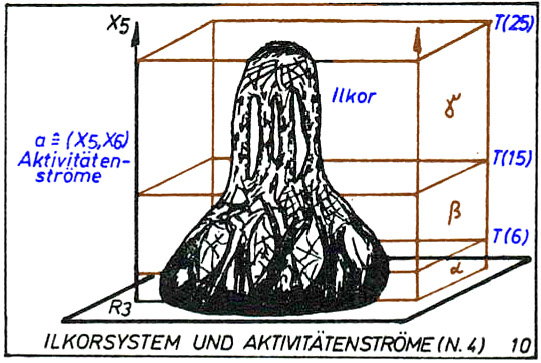 X5
T(25)
Ilkor
γ
a ≙ (X5,X6)
Aktivitäten-
ströme
T(15)
β
T(6)
α
R3
ILKORSYSTEM UND AKTIVITÄTENSTRÖME (N.4) 10